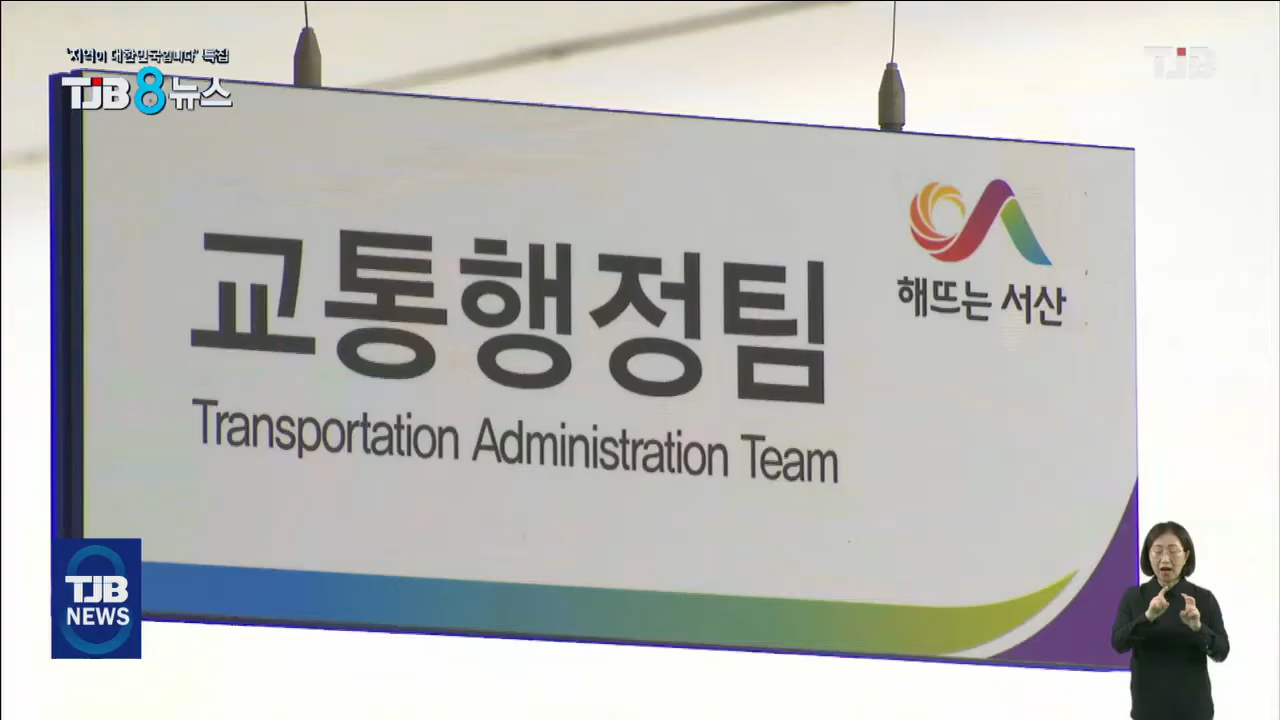 '지역이 대한민국입니다' 특집
TJB 8 뉴스
TJB
해뜨는 서산
교통행정팀
Transportation Administration Team
TJB
NEWS